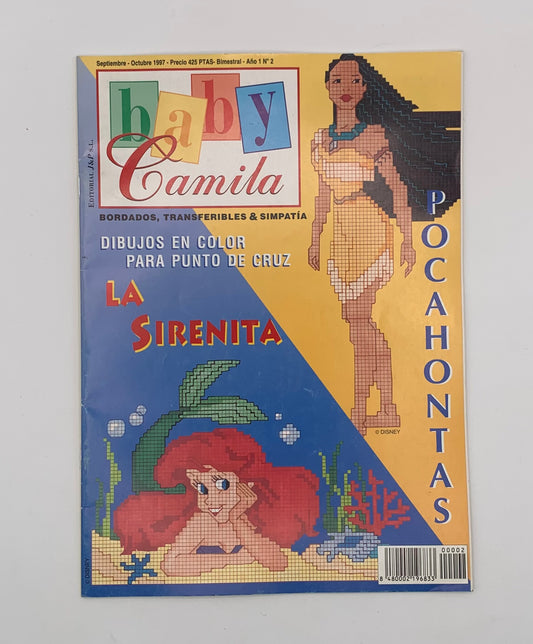 Septiembre - Octubre 1997 - Precio 425 PTAS- Bimestral - Año 1 Nº 2
EDITORIAL J&P S.L.
baby
Camila
BORDADOS, TRANSFERIBLES & SIMPATÍA
DIBUJOS EN COLOR
PARA PUNTO DE CRUZ
LA
SIRENITA
POCAHONTAS
© DISNEY
© DISNEY
00002
8 480002 196833